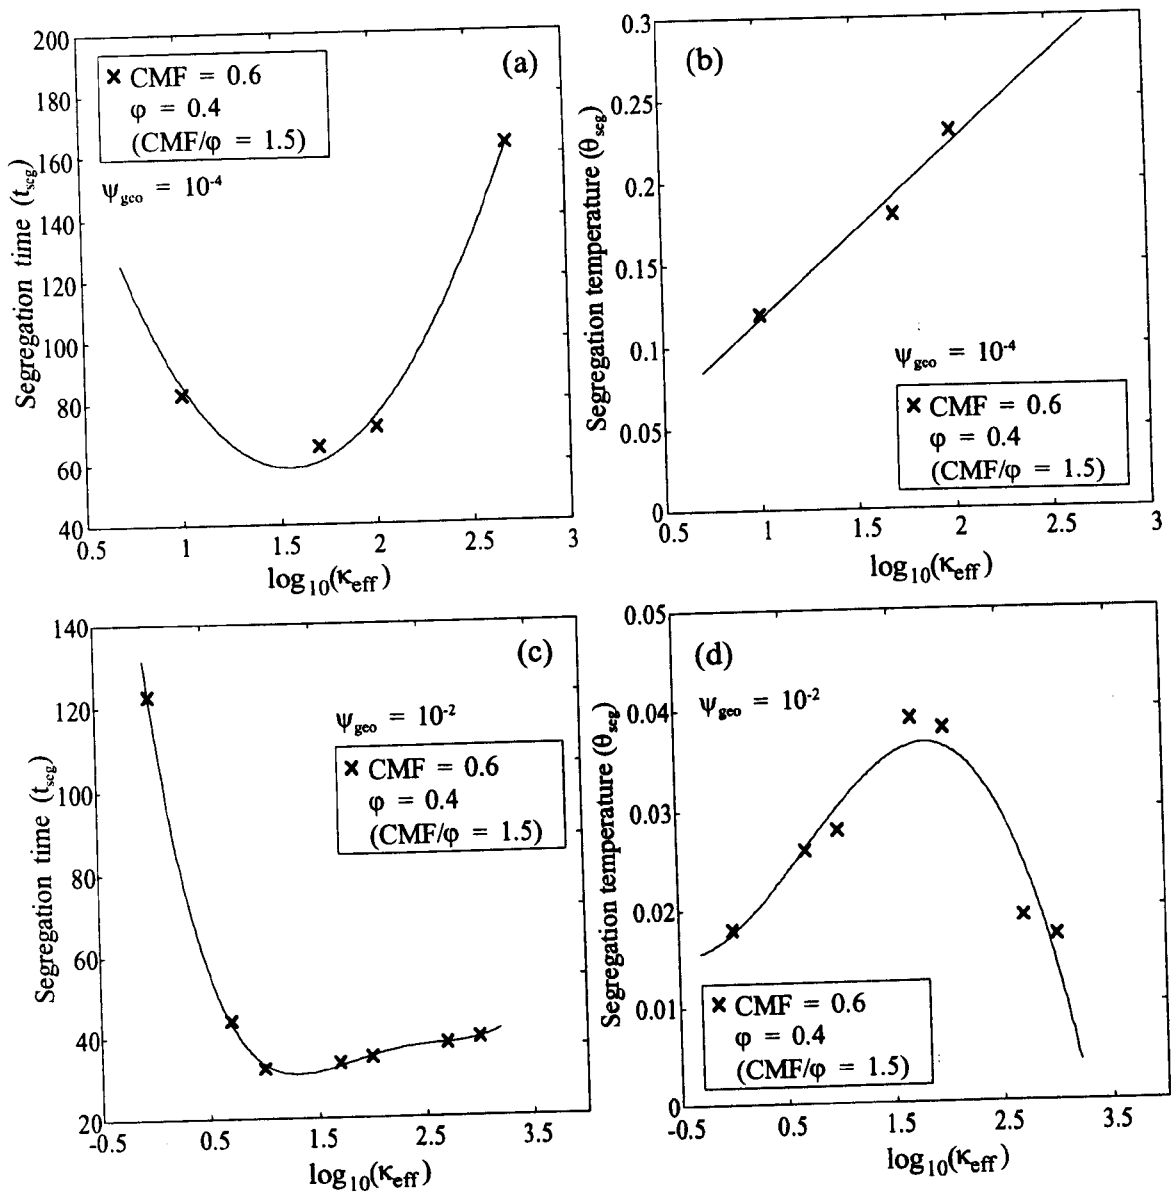 (a)
× CMF = 0.6
φ = 0.4
(CMF/φ = 1.5)
ψgeo = 10-4
Segregation time (tseg)
200
180
160
140
120
100
80
60
40
0.5 1 1.5 2 2.5 3
log10(κeff)
(b)
Segregation temperature (θseg)
0.3
0.25
0.2
0.15
0.1
0.05
0
ψgeo = 10-4
× CMF = 0.6
φ = 0.4
(CMF/φ = 1.5)
0.5 1 1.5 2 2.5 3
log10(κeff)
(c)
Segregation time (tseg)
140
120
100
80
60
40
20
ψgeo = 10-2
× CMF = 0.6
φ = 0.4
(CMF/φ = 1.5)
-0.5 0.5 1.5 2.5 3.5
log10(κeff)
(d)
Segregation temperature (θseg)
0.05
0.04
0.03
0.02
0.01
0
ψgeo = 10-2
× CMF = 0.6
φ = 0.4
(CMF/φ = 1.5)
-0.5 0.5 1.5 2.5 3.5
log10(κeff)